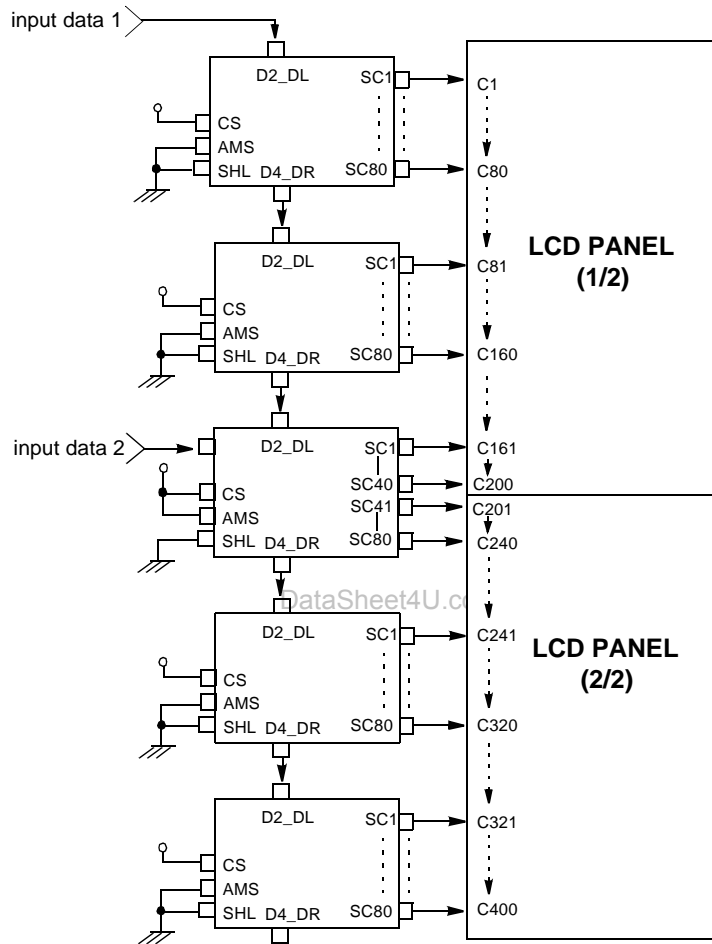 input data 1
D2_DL
SC1
C1
CS
AMS
SHL
D4_DR
SC80
C80
D2_DL
SC1
C81
LCD PANEL
(1/2)
CS
AMS
SHL
D4_DR
SC80
C160
input data 2
D2_DL
SC1
C161
SC40
C200
CS
SC41
C201
AMS
SHL
D4_DR
SC80
C240
DataSheet4U.co
D2_DL
SC1
C241
LCD PANEL
(2/2)
CS
AMS
SHL
D4_DR
SC80
C320
D2_DL
SC1
C321
CS
AMS
SHL
D4_DR
SC80
C400